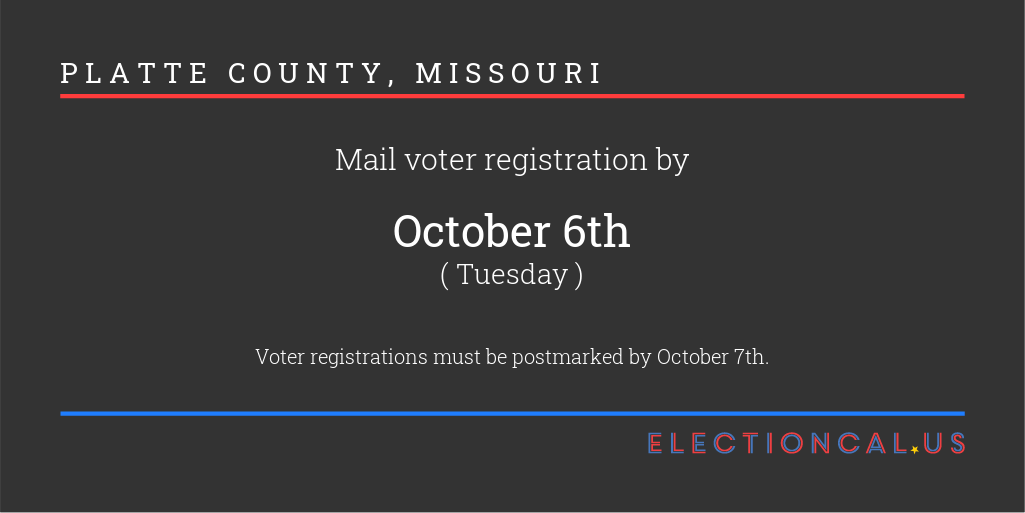 PLATTE COUNTY, MISSOURI
Mail voter registration by
October 6th
( Tuesday )
Voter registrations must be postmarked by October 7th.
ELECTIONCAL.US